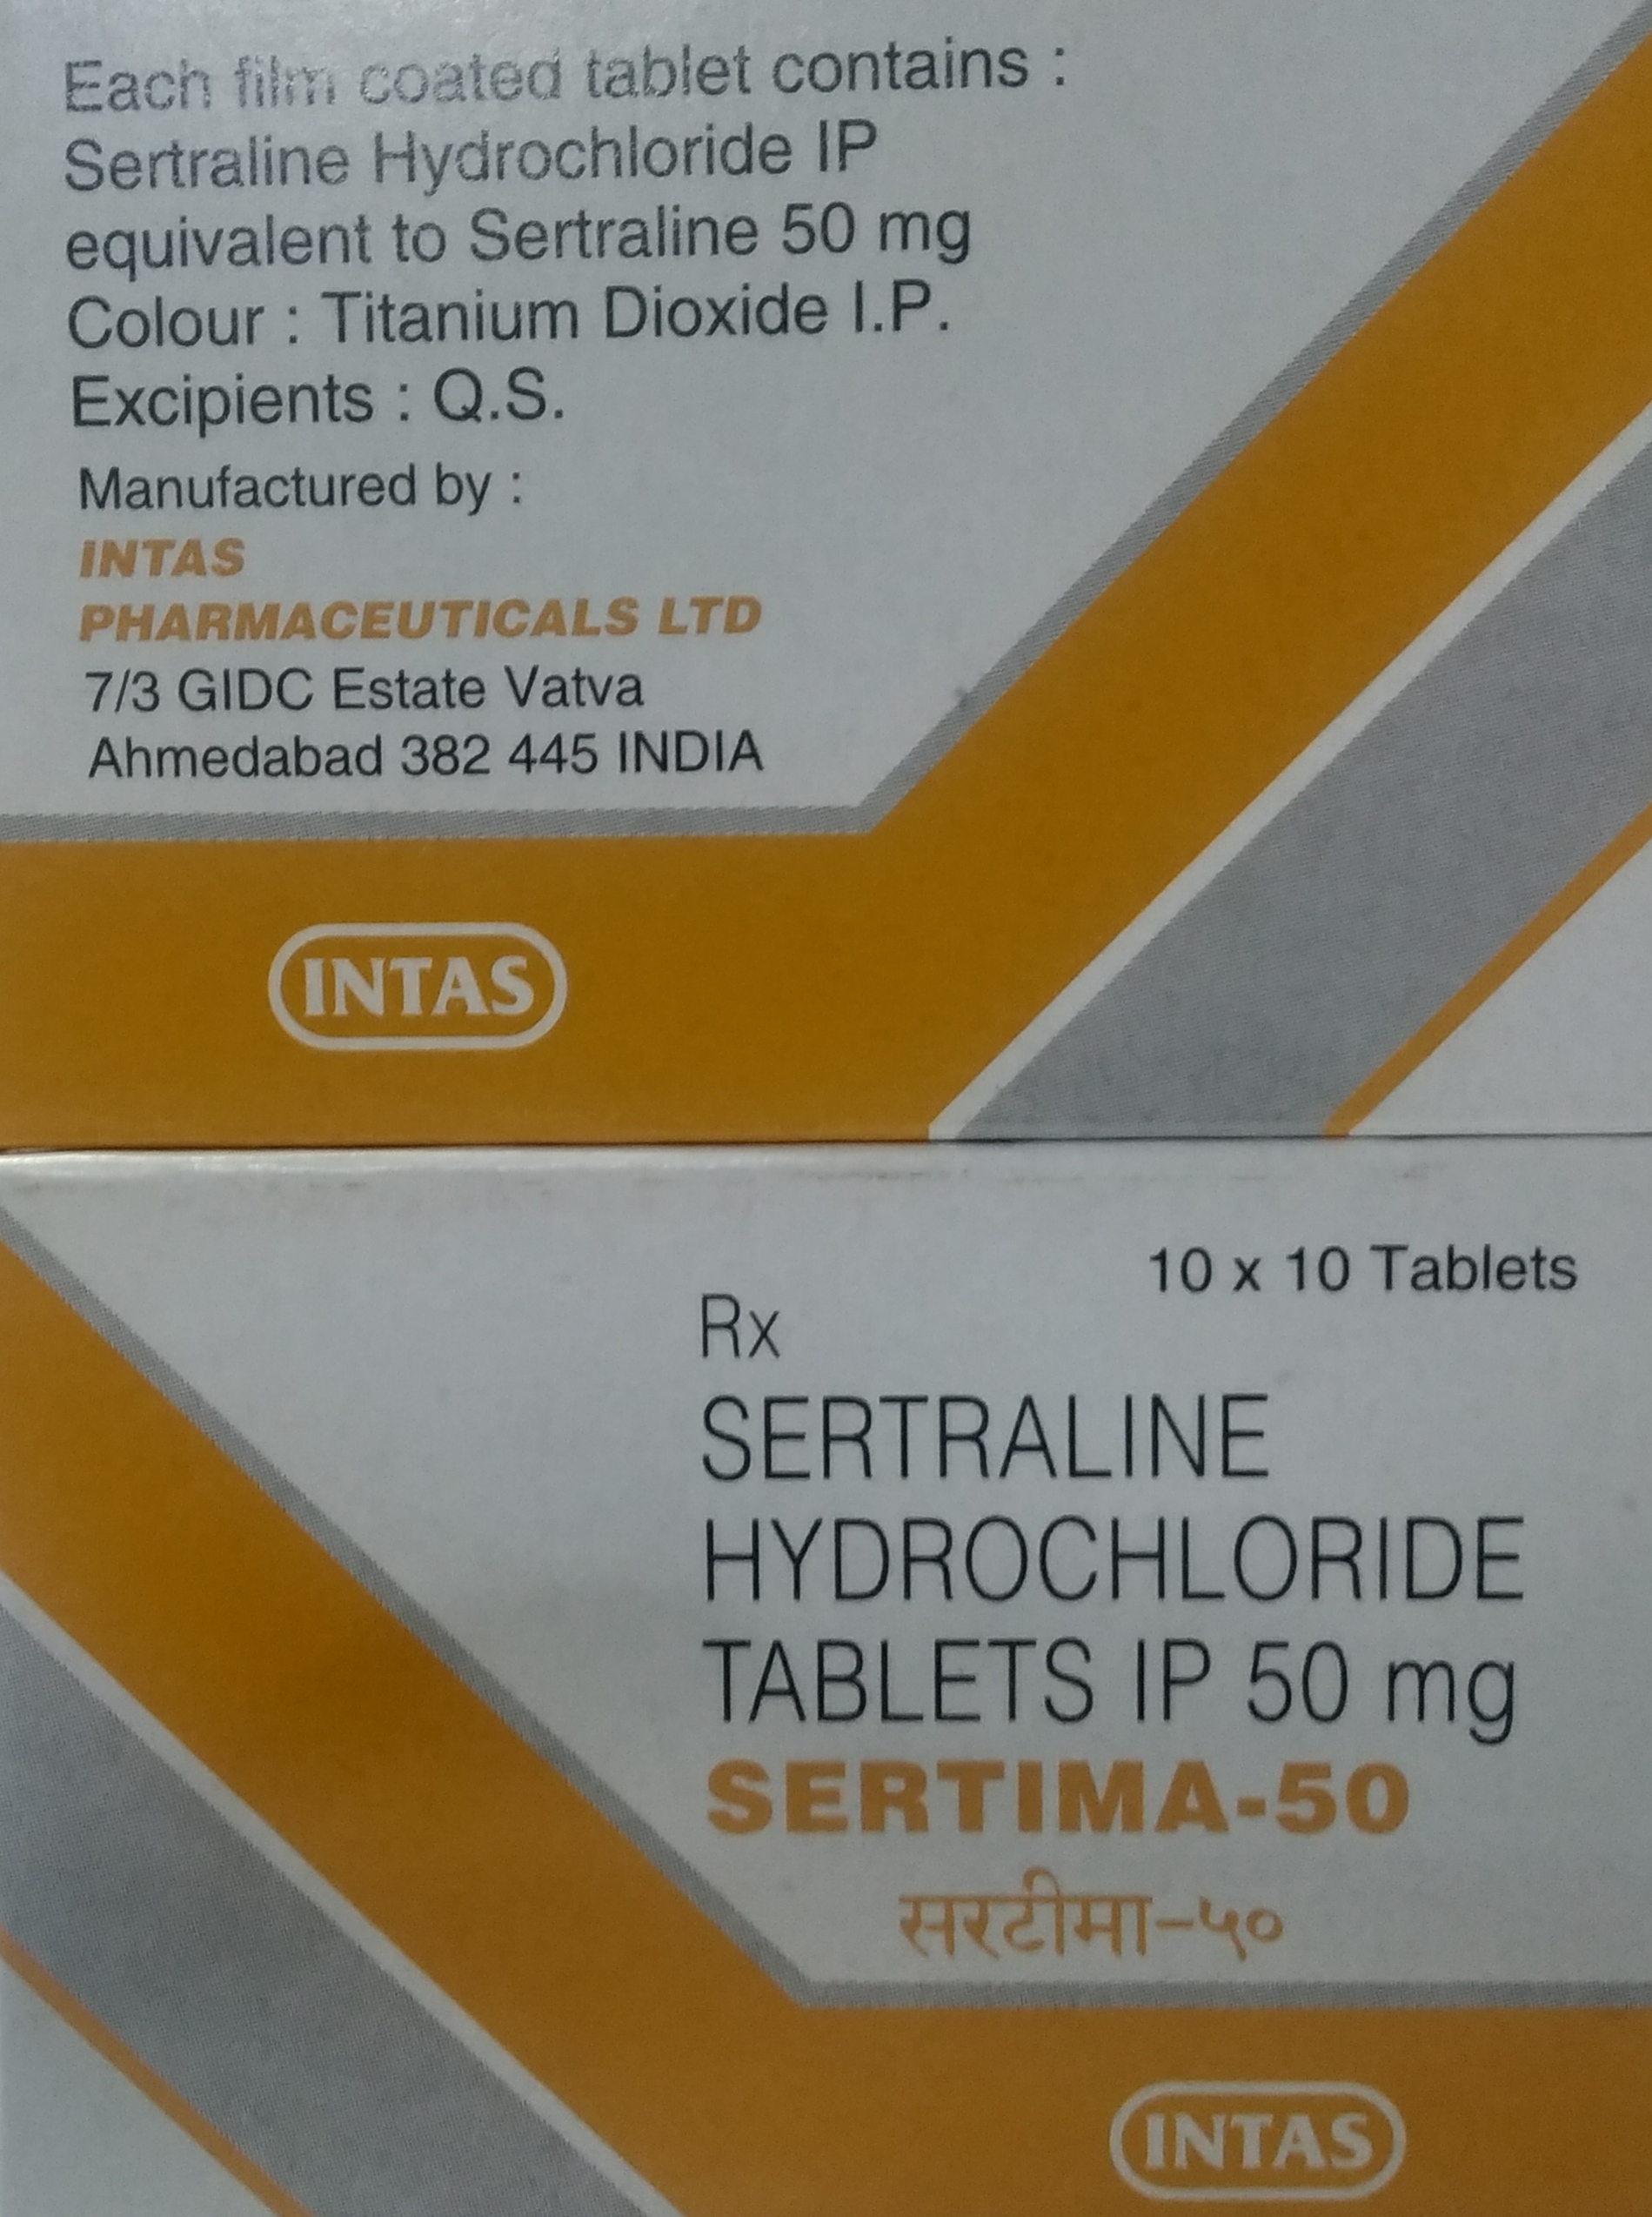 Each film coated tablet contains :
Sertraline Hydrochloride IP
equivalent to Sertraline 50 mg
Colour : Titanium Dioxide I.P.
Excipients : Q.S.
Manufactured by :
INTAS
PHARMACEUTICALS LTD
7/3 GIDC Estate Vatva
Ahmedabad 382 445 INDIA
INTAS
10 x 10 Tablets
Rx
SERTRALINE
HYDROCHLORIDE
TABLETS IP 50 mg
SERTIMA-50
सरटीमा-५०
INTAS